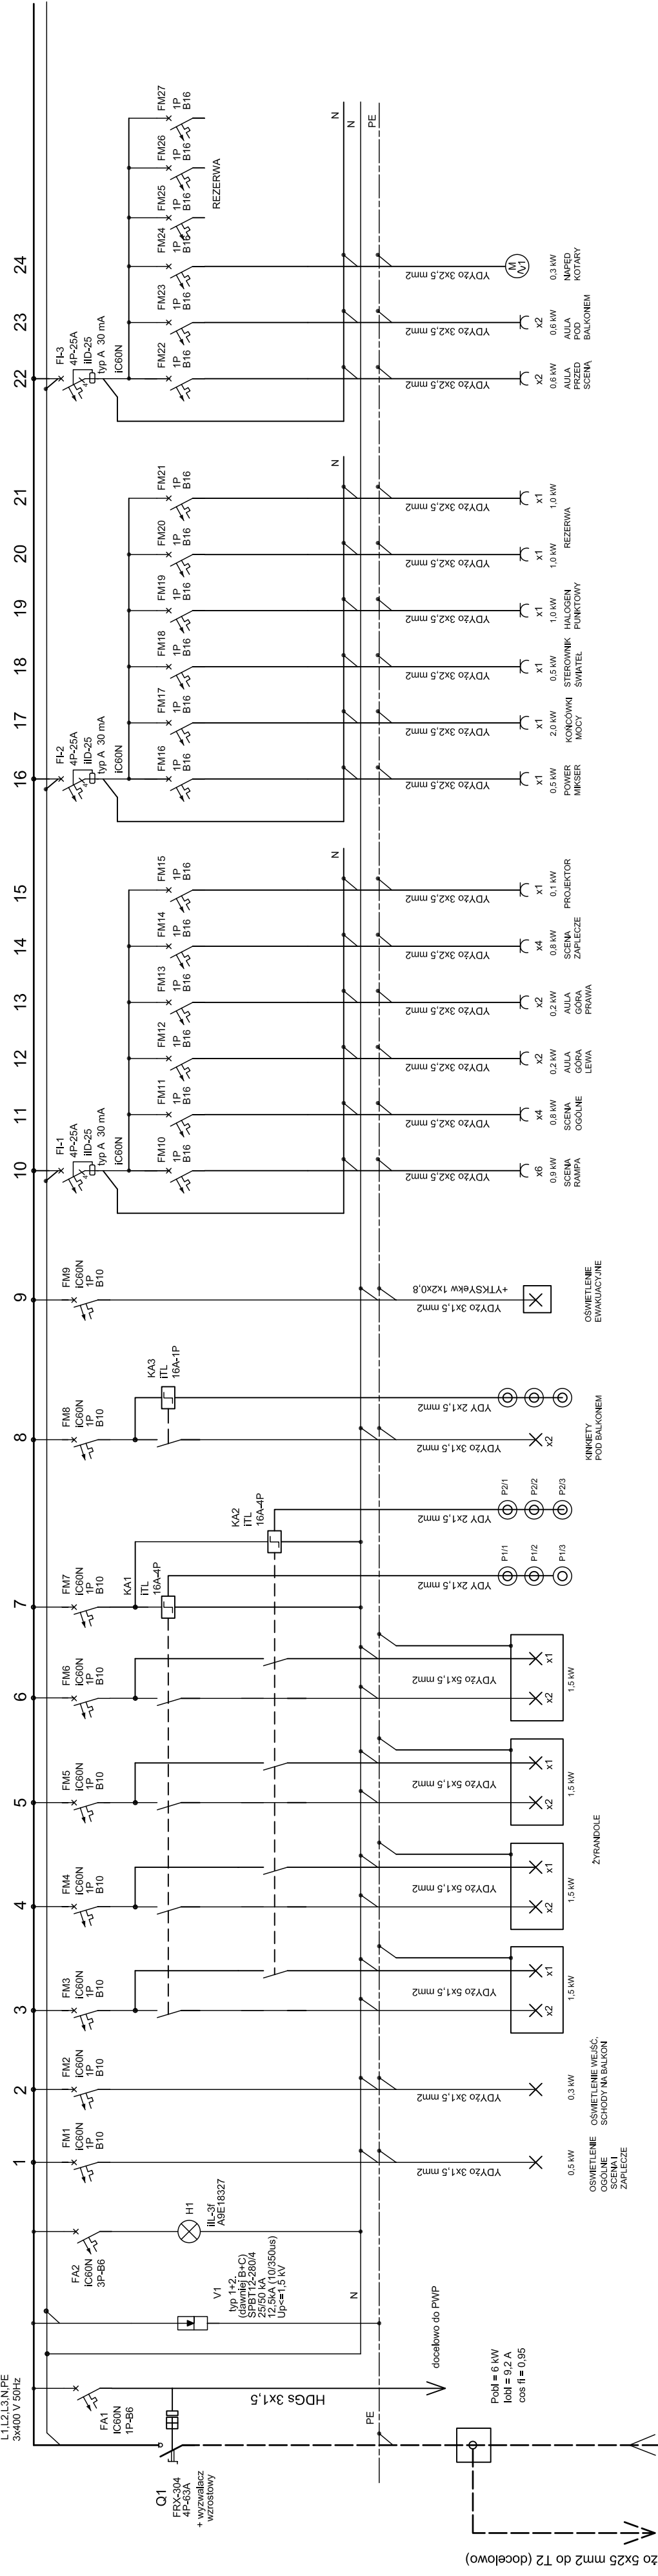 L1,L2,L3,N,PE
3x400 V 50Hz
Q1
FRX-304
4P-63A
+ wyzwalacz
wzrostowy
żo 5x25 mm2 do T2 (docelowo)
Pobl = 6 kW
Iobl = 9,2 A
cos fi = 0,95
FA1
iC60N
1P-B6
HDGs 3x1,5
docelowo do PWP
PE
N
V1
typ 1+2.
(dawniej B+C)
SPBT12-280/4
25/50 kA
12,5kA (10/350us)
Up<=1,5 kV
FA2
iC60N
3P-B6
H1
iIL-3f
A9E18327
1
FM1
iC60N
1P
B10
YDYżo 3x1,5 mm2
0,5 kW
OSWIETLENIE
OGÓLNE
SCENA I
ZAPLECZE
2
FM2
iC60N
1P
B10
YDYżo 3x1,5 mm2
0,3 kW
OŚWIETLENIE WEJŚĆ.
SCHODY NA BALKON
3
FM3
iC60N
1P
B10
YDYżo 5x1,5 mm2
x2
x1
1,5 kW
4
FM4
iC60N
1P
B10
YDYżo 5x1,5 mm2
x2
x1
1,5 kW
ŻYRANDOLE
5
FM5
iC60N
1P
B10
YDYżo 5x1,5 mm2
x2
x1
1,5 kW
6
FM6
iC60N
1P
B10
YDYżo 5x1,5 mm2
x2
x1
1,5 kW
7
FM7
iC60N
1P
B10
KA1
iTL
16A-4P
YDY 2x1,5 mm2
P1/1
P1/2
P1/3
KA2
iTL
16A-4P
YDY 2x1,5 mm2
P2/1
P2/2
P2/3
8
FM8
iC60N
1P
B10
KA3
iTL
16A-1P
YDYżo 3x1,5 mm2
YDY 2x1,5 mm2
x2
KINKIETY
POD BALKONEM
9
FM9
iC60N
1P
B10
YDYżo 3x1,5 mm2
+YTKSYekw 1x2x0,8
OŚWIETLENIE
EWAKUACYJNE
10
FI-1
4P-25A
iID-25
typ A 30 mA
iC60N
FM10
1P
B16
YDYżo 3x2,5 mm2
x6
0,9 kW
SCENA
RAMPA
11
FM11
1P
B16
YDYżo 3x2,5 mm2
x4
0,8 kW
SCENA
OGÓLNE
12
FM12
1P
B16
YDYżo 3x2,5 mm2
x2
0,2 kW
AULA
GÓRA
LEWA
13
FM13
1P
B16
YDYżo 3x2,5 mm2
x2
0,2 kW
AULA
GÓRA
PRAWA
14
FM14
1P
B16
YDYżo 3x2,5 mm2
x4
0,8 kW
SCENA
ZAPLECZE
15
FM15
1P
B16
N
YDYżo 3x2,5 mm2
x1
0,1 kW
PROJEKTOR
16
FI-2
4P-25A
iID-25
typ A 30 mA
iC60N
FM16
1P
B16
YDYżo 3x2,5 mm2
x1
0,5 kW
POWER
MIKSER
17
FM17
1P
B16
YDYżo 3x2,5 mm2
x1
2,0 kW
KOŃCÓWKI
MOCY
18
FM18
1P
B16
YDYżo 3x2,5 mm2
x1
0,5 kW
STEROWNIK
ŚWIATEŁ
19
FM19
1P
B16
YDYżo 3x2,5 mm2
x1
1,0 kW
HALOGEN
PUNKTOWY
20
FM20
1P
B16
YDYżo 3x2,5 mm2
x1
1,0 kW
REZERWA
21
FM21
1P
B16
N
YDYżo 3x2,5 mm2
x1
1,0 kW
22
FI-3
4P-25A
iID-25
typ A 30 mA
iC60N
FM22
1P
B16
YDYżo 3x2,5 mm2
x2
0,6 kW
AULA
PRZED
SCENĄ
23
FM23
1P
B16
YDYżo 3x2,5 mm2
x2
0,6 kW
AULA
POD
BALKONEM
24
FM24
1P
B16
YDYżo 3x2,5 mm2
M
1
0,3 kW
NAPĘD
KOTARY
FM25
1P
B16
FM26
1P
B16
FM27
1P
B16
REZERWA
N
N
PE